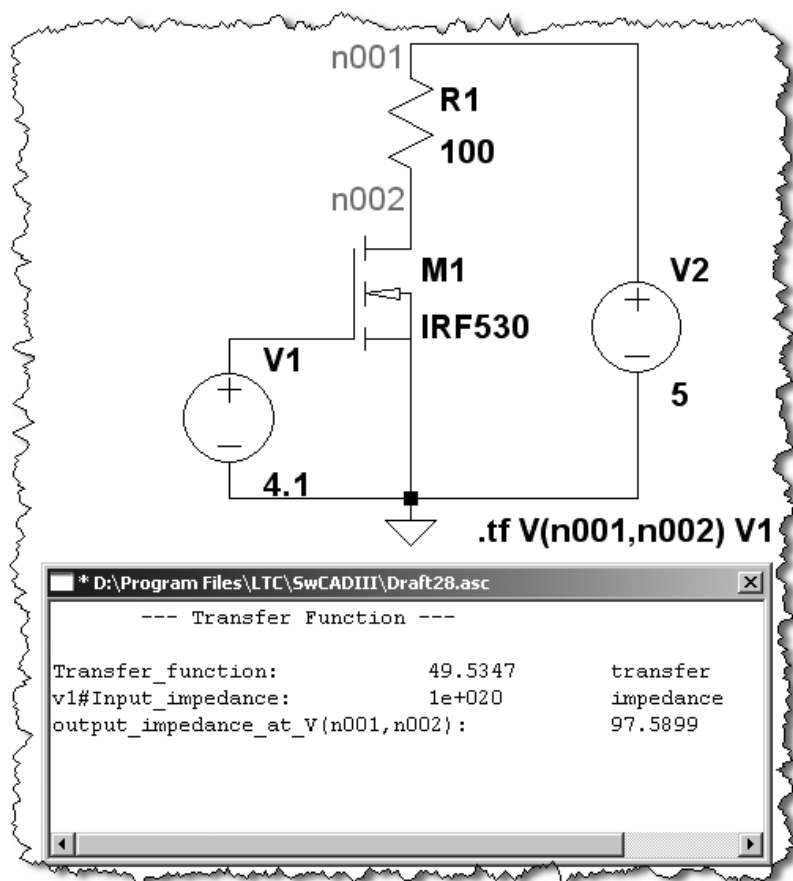 n001
R1
100
n002
M1
IRF530
V2
5
V1
4.1
.tf V(n001,n002) V1
* D:\Program Files\LTC\SwCADIII\Draft28.asc
--- Transfer Function ---
Transfer_function: 49.5347 transfer
v1#Input_impedance: 1e+020 impedance
output_impedance_at_V(n001,n002): 97.5899